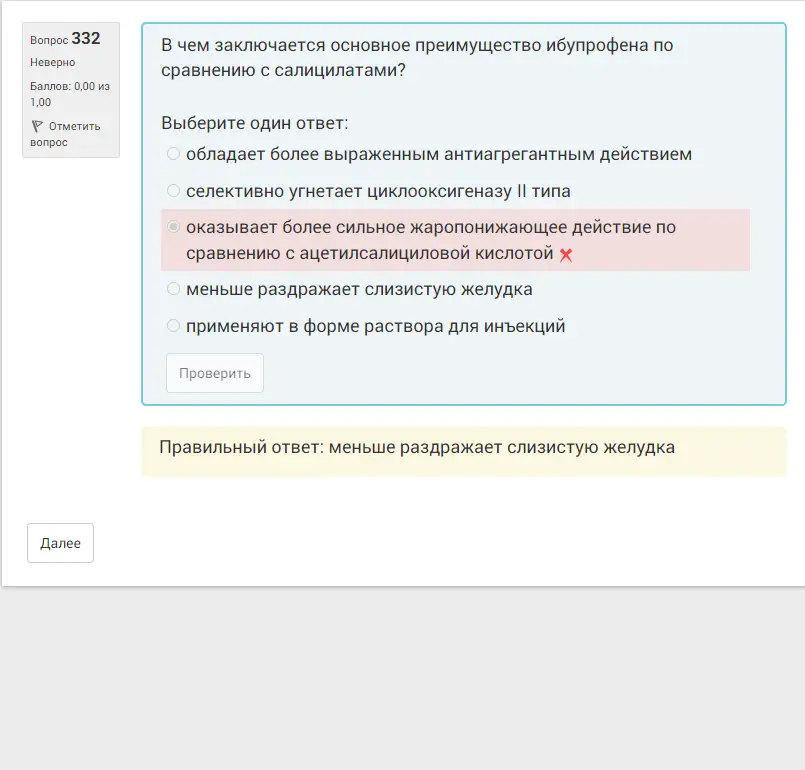 Вопрос 332
Неверно
Баллов: 0,00 из
1,00
Отметить
вопрос
В чем заключается основное преимущество ибупрофена по
сравнению с салицилатами?
Выберите один ответ:
обладает более выраженным антиагрегантным действием
селективно угнетает циклооксигеназу II типа
оказывает более сильное жаропонижающее действие по
сравнению с ацетилсалициловой кислотой
меньше раздражает слизистую желудка
применяют в форме раствора для инъекций
Проверить
Правильный ответ: меньше раздражает слизистую желудка
Далее